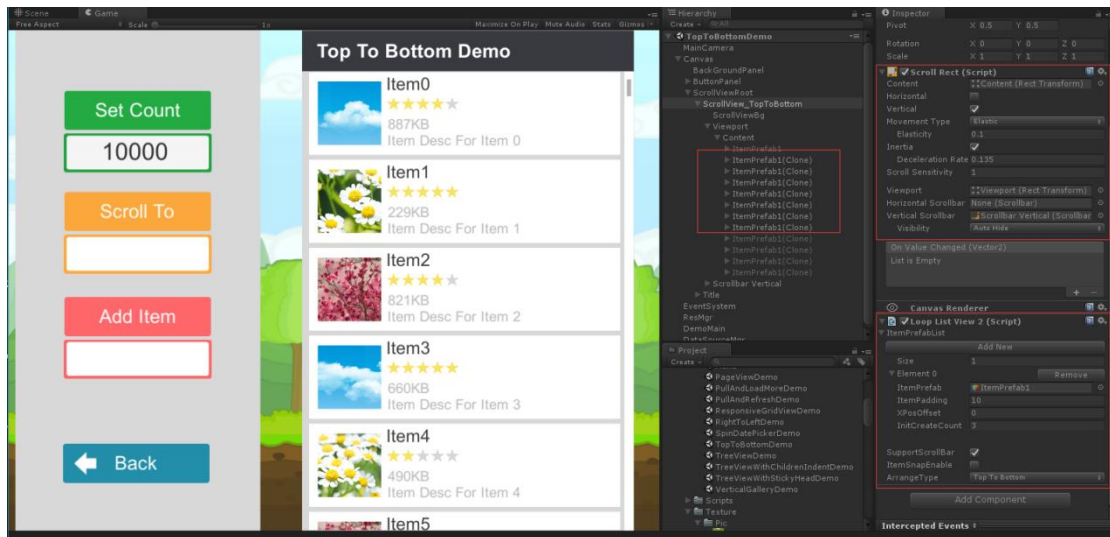 Scene
Game
Hierarchy
Inspector
Free Aspect
Scale
1x
Maximize On Play Mute Audio Stats Gizmos
Create
All
Pivot X 0.5 Y 0.5
Rotation X 0 Y 0 Z 0
Scale X 1 Y 1 Z 1
Set Count
10000
Scroll To
Add Item
Back
Top To Bottom Demo
Item0
887KB
Item Desc For Item 0
Item1
229KB
Item Desc For Item 1
Item2
821KB
Item Desc For Item 2
Item3
660KB
Item Desc For Item 3
Item4
490KB
Item Desc For Item 4
Item5
TopToBottomDemo
MainCamera
Canvas
BackGroundPanel
ButtonPanel
ScrollViewRoot
ScrollView_TopToBottom
ScrollViewBg
Viewport
Content
ItemPrefab1
ItemPrefab1(Clone)
ItemPrefab1(Clone)
ItemPrefab1(Clone)
ItemPrefab1(Clone)
ItemPrefab1(Clone)
ItemPrefab1(Clone)
ItemPrefab1(Clone)
ItemPrefab1(Clone)
ItemPrefab1(Clone)
ItemPrefab1(Clone)
ItemPrefab1(Clone)
Scrollbar Vertical
Title
EventSystem
ResMgr
DemoMain
DataSourceMgr
Project
Create
PageViewDemo
PullAndLoadMoreDemo
PullAndRefreshDemo
ResponsiveGridViewDemo
RightToLeftDemo
SpinDatePickerDemo
TopToBottomDemo
TreeViewDemo
TreeViewWithChildrenIndentDemo
TreeViewWithStickyHeadDemo
VerticalGalleryDemo
Scripts
Texture
Pic
Scroll Rect (Script)
Content Content (Rect Transform)
Horizontal
Vertical
Movement Type Elastic
Elasticity 0.1
Inertia
Deceleration Rate 0.135
Scroll Sensitivity 1
Viewport Viewport (Rect Transform)
Horizontal Scrollbar None (Scrollbar)
Vertical Scrollbar Scrollbar Vertical (Scrollbar
Visibility Auto Hide
On Value Changed (Vector2)
List is Empty
Canvas Renderer
Loop List View 2 (Script)
ItemPrefabList
Add New
Size 1
Element 0 Remove
ItemPrefab ItemPrefab1
ItemPadding 10
XPosOffset 0
InitCreateCount 3
SupportScrollBar
ItemSnapEnable
ArrangeType Top To Bottom
Add Component
Intercepted Events